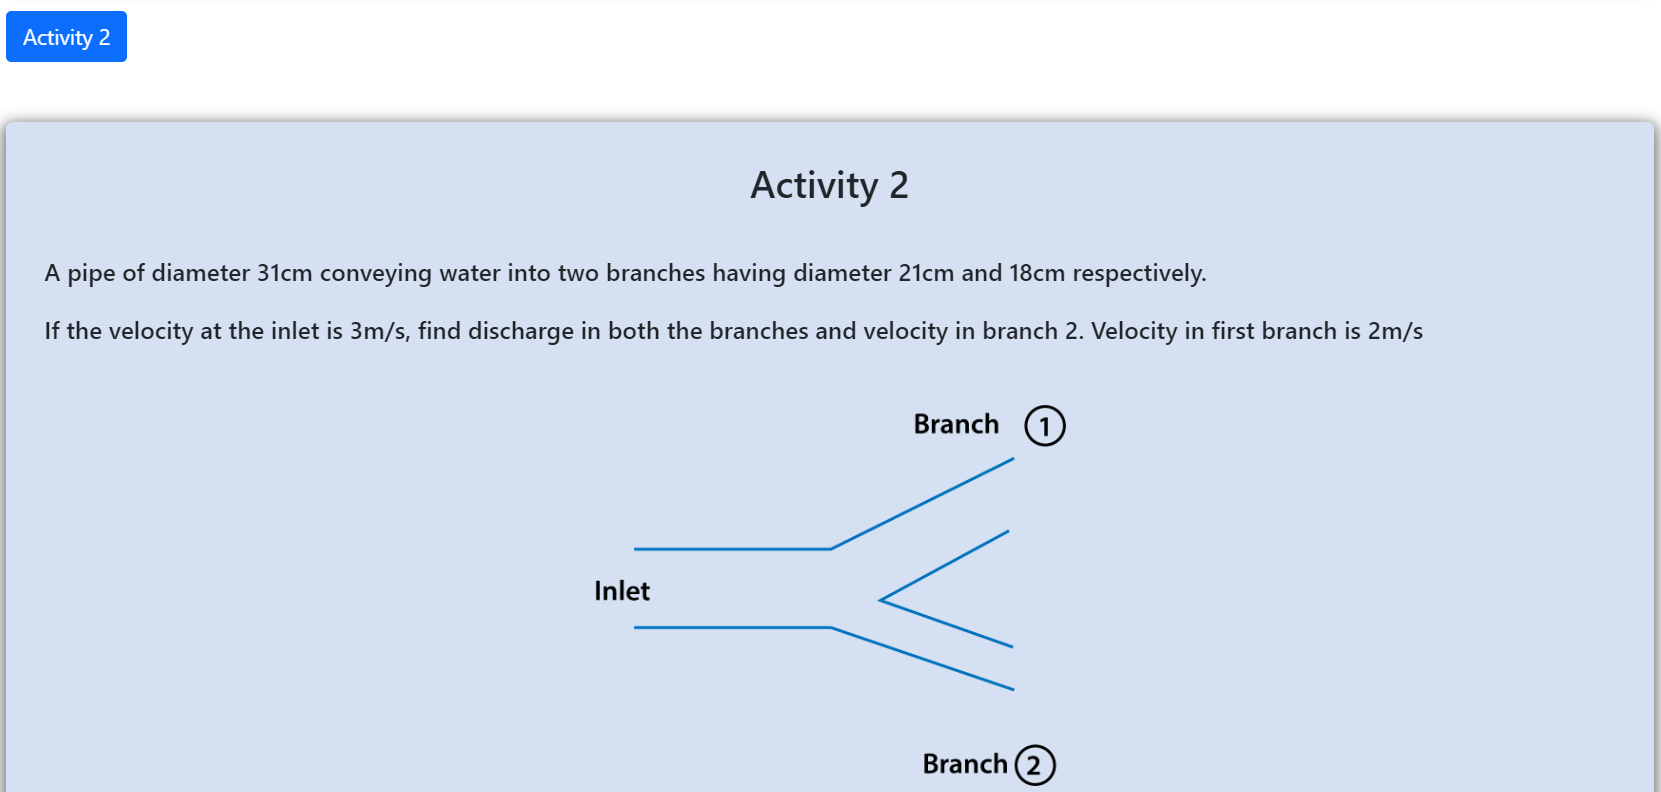 Activity 2
Activity 2
A pipe of diameter 31cm conveying water into two branches having diameter 21cm and 18cm respectively.
If the velocity at the inlet is 3m/s, find discharge in both the branches and velocity in branch 2. Velocity in first branch is 2m/s
Branch 1
Inlet
Branch 2